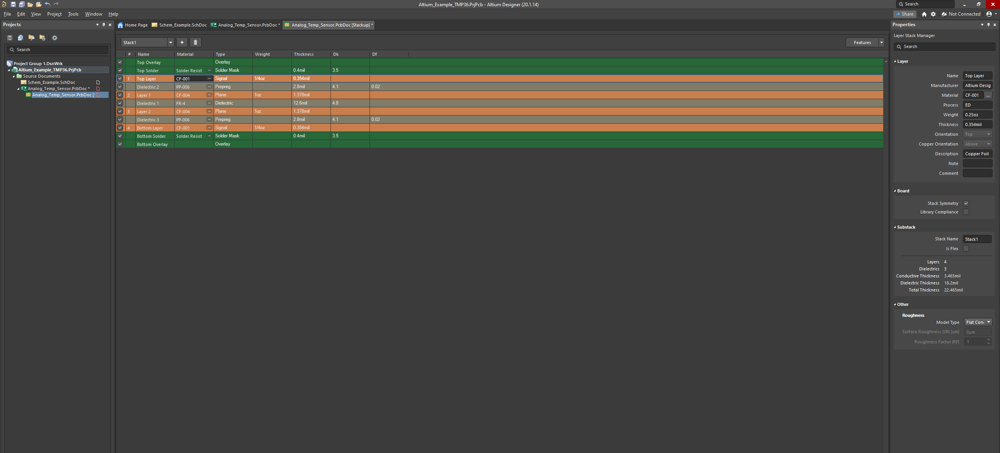 Altium_Example_TMP36.PrjPcb - Altium Designer (20.1.14)
Search
File Edit View Project Tools Window Help
Share Not Connected
Projects
Home Page Schem_Example.SchDoc Analog_Temp_Sensor.PcbDoc * Analog_Temp_Sensor.PcbDoc [Stackup] *
Search
Project Group 1.DsnWrk
Altium_Example_TMP36.PrjPcb
Source Documents
Schem_Example.SchDoc
Analog_Temp_Sensor.PcbDoc *
Analog_Temp_Sensor.PcbDoc [
Stack1
Features
# Name Material Type Weight Thickness Dk Df
Top Overlay Overlay
Top Solder Solder Resist ... Solder Mask 0.4mil 3.5
1 Top Layer CF-001 ... Signal 1/4oz 0.354mil
Dielectric 2 PP-006 ... Prepreg 2.8mil 4.1 0.02
2 Layer 1 CF-004 ... Plane 1oz 1.378mil
Dielectric 1 FR-4 ... Dielectric 12.6mil 4.8
3 Layer 2 CF-004 ... Plane 1oz 1.378mil
Dielectric 3 PP-006 ... Prepreg 2.8mil 4.1 0.02
4 Bottom Layer CF-001 ... Signal 1/4oz 0.354mil
Bottom Solder Solder Resist ... Solder Mask 0.4mil 3.5
Bottom Overlay Overlay
Properties
Layer Stack Manager
Search
Layer
Name Top Layer
Manufacturer Altium Desig
Material CF-001 ...
Process ED
Weight 0.25oz
Thickness 0.354mil
Orientation Top
Copper Orientation Above
Description Copper Foil
Note
Comment
Board
Stack Symmetry
Library Compliance
Substack
Stack Name Stack1
Is Flex
Layers 4
Dielectrics 3
Conductive Thickness 3.465mil
Dielectric Thickness 18.2mil
Total Thickness 22.465mil
Other
Roughness
Model Type Flat Con
Surface Roughness (SR) [um] 0µm
Roughness Factor (RF) 1